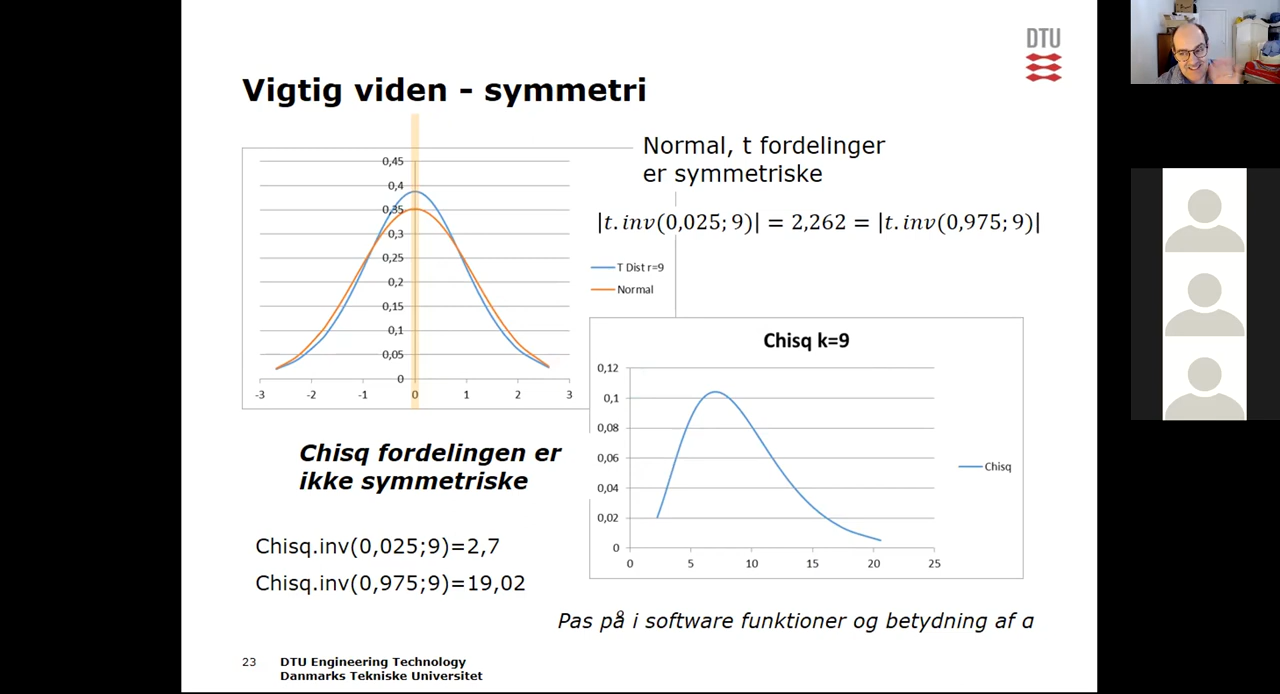 DTU
Vigtig viden - symmetri
Normal, t fordelinger
er symmetriske
|t.inv(0,025; 9)| = 2,262 = |t.inv(0,975; 9)|
0,45
0,4
0,35
0,3
0,25
0,2
0,15
0,1
0,05
0
-3 -2 -1 0 1 2 3
T Dist r=9
Normal
Chisq k=9
0,12
0,1
0,08
0,06
0,04
0,02
0
0 5 10 15 20 25
Chisq
Chisq fordelingen er
ikke symmetriske
Chisq.inv(0,025;9)=2,7
Chisq.inv(0,975;9)=19,02
Pas på i software funktioner og betydning af α
23 DTU Engineering Technology
Danmarks Tekniske Universitet